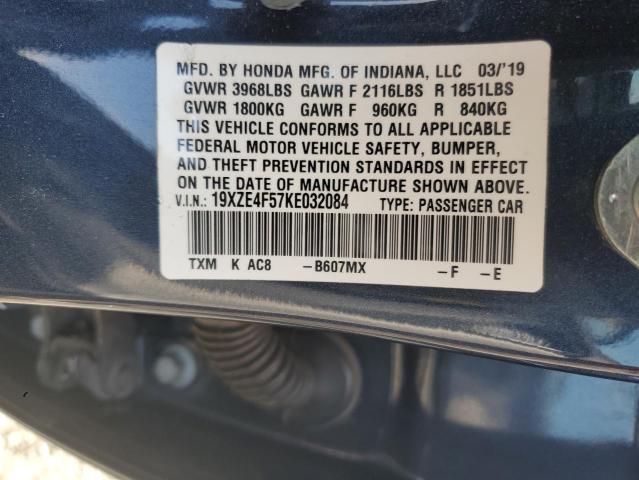 MFD. BY HONDA MFG. OF INDIANA, LLC 03/'19
GVWR 3968LBS GAWR F 2116LBS R 1851LBS
GVWR 1800KG GAWR F 960KG R 840KG
THIS VEHICLE CONFORMS TO ALL APPLICABLE
FEDERAL MOTOR VEHICLE SAFETY, BUMPER,
AND THEFT PREVENTION STANDARDS IN EFFECT
ON THE DATE OF MANUFACTURE SHOWN ABOVE.
V.I.N.: 19XZE4F57KE032084 TYPE: PASSENGER CAR
TXM K AC8 -B607MX -F -E